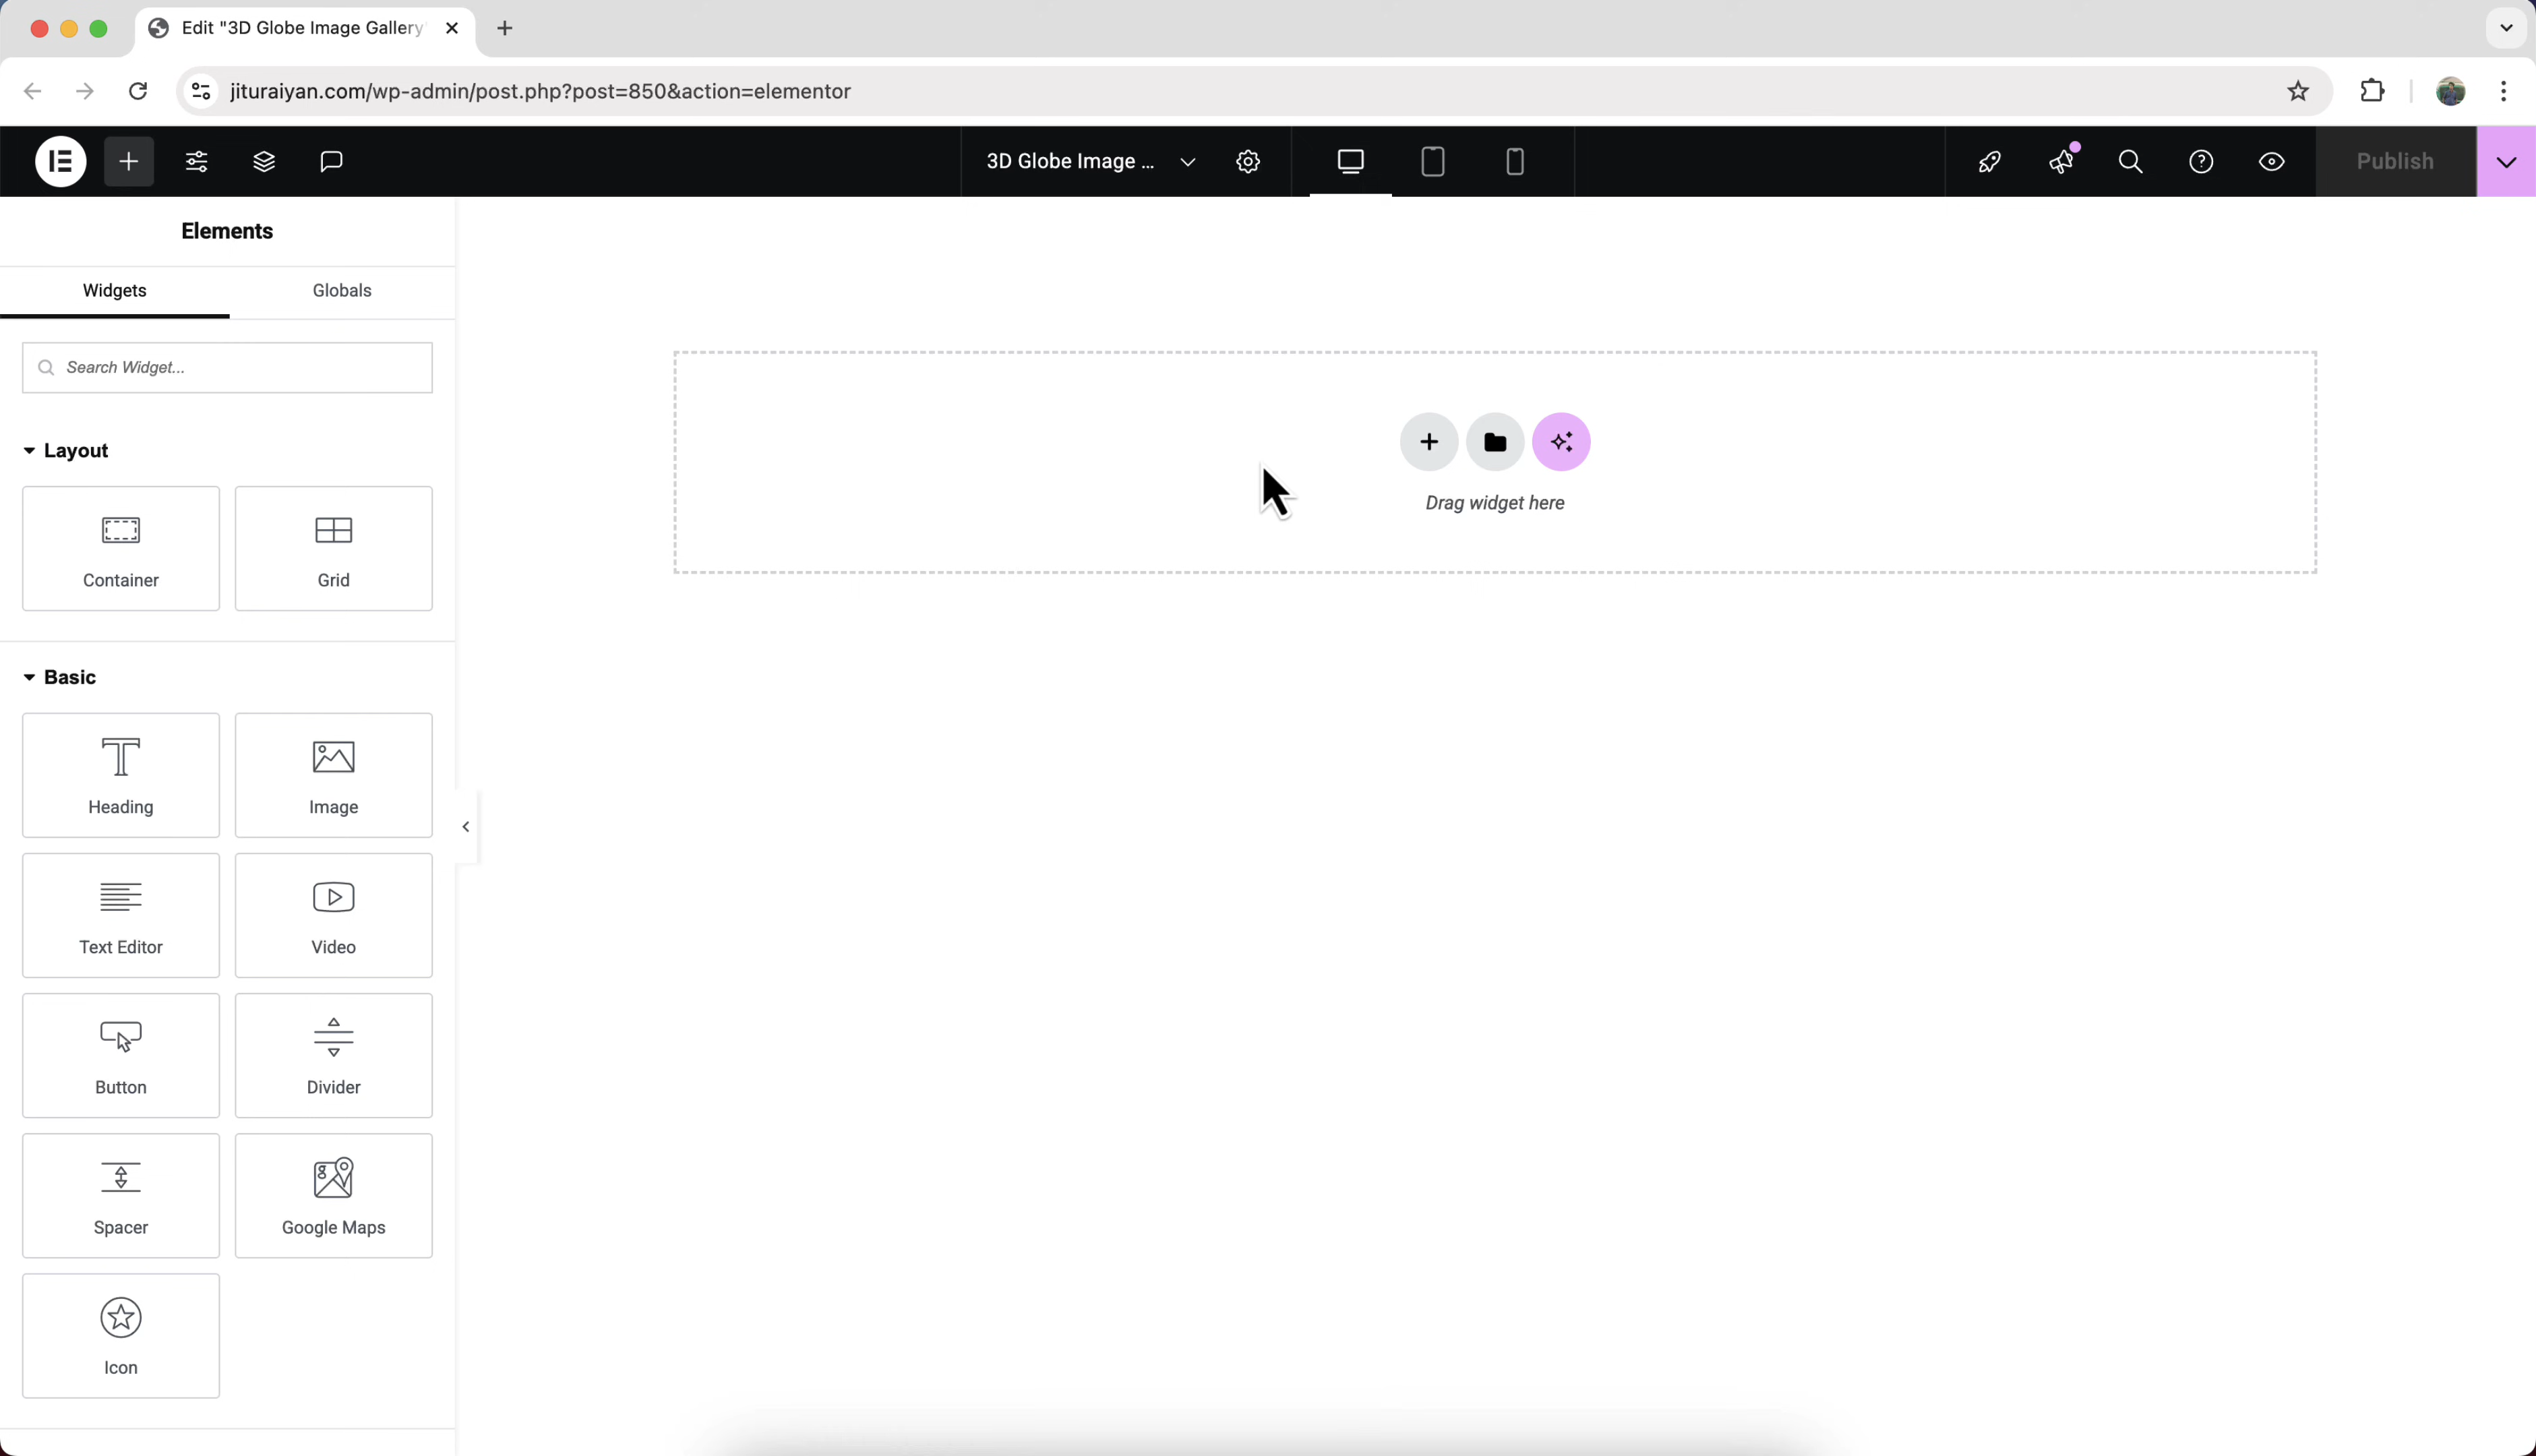 Edit "3D Globe Image Gallery"
jituraiyan.com/wp-admin/post.php?post=850&action=elementor
3D Globe Image ...
Publish
Elements
Widgets
Globals
Search Widget...
Layout
Container
Grid
Basic
Heading
Image
Text Editor
Video
Button
Divider
Spacer
Google Maps
Icon
Drag widget here